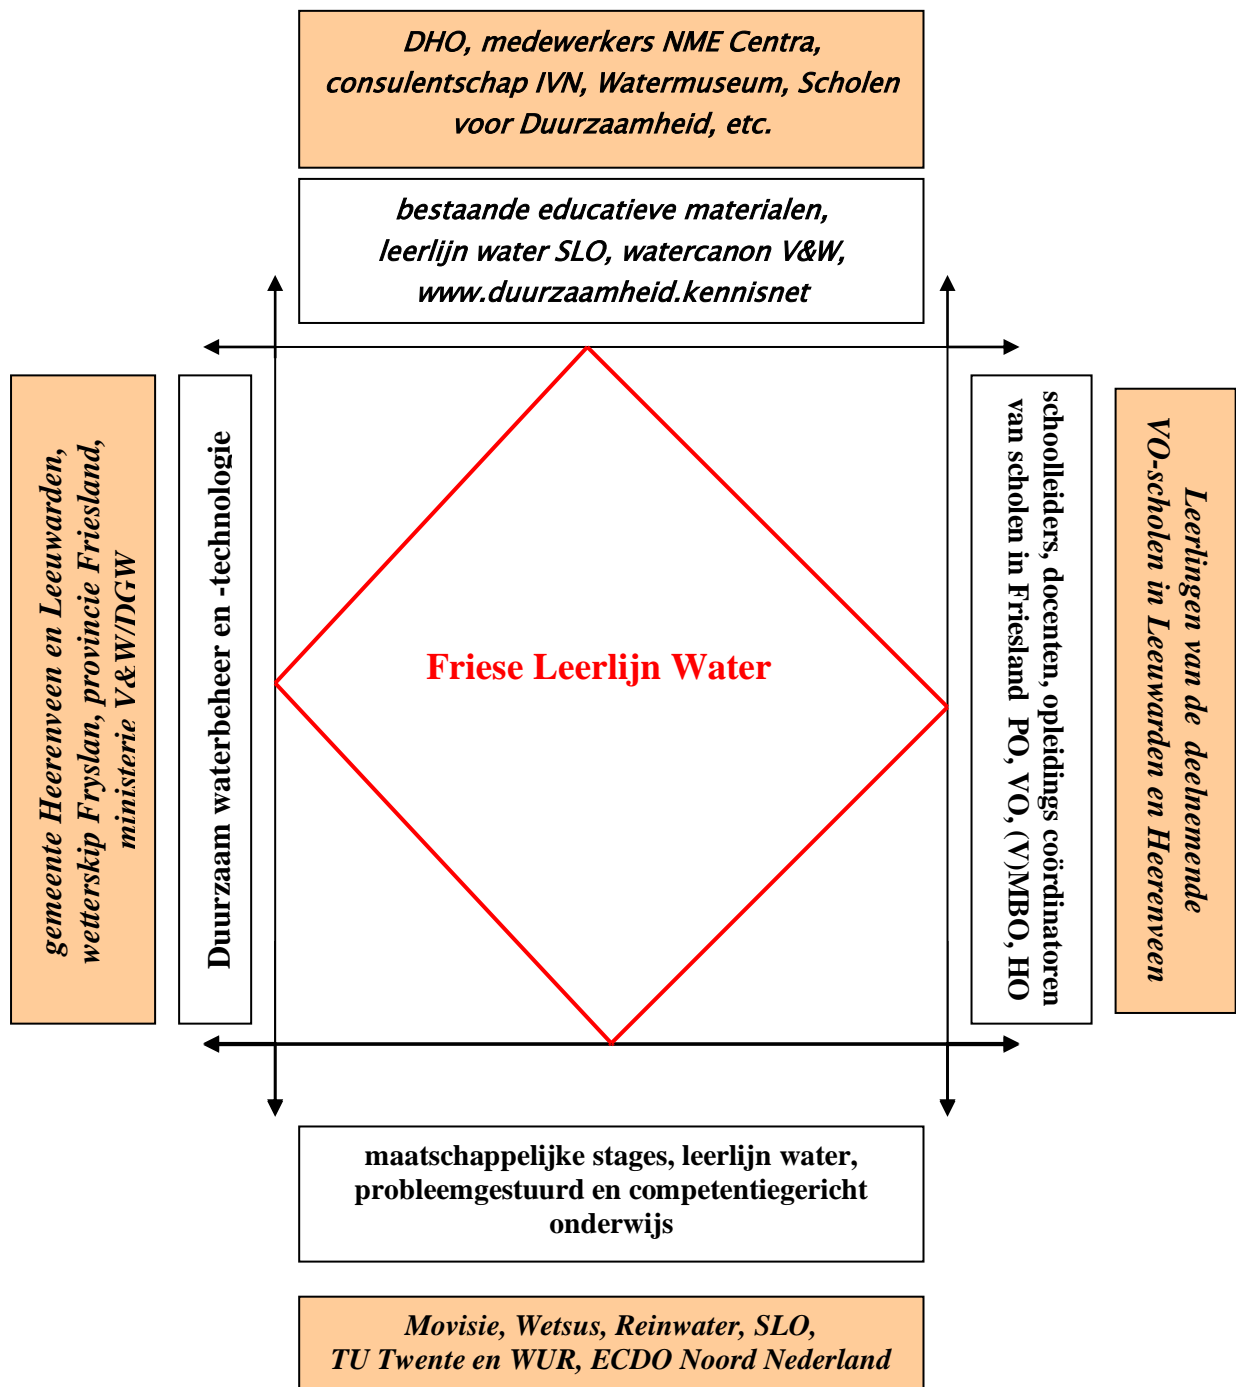 DHO, medewerkers NME Centra,
consulentschap IVN, Watermuseum, Scholen
voor Duurzaamheid, etc.
bestaande educatieve materialen,
leerlijn water SLO, watercanon V&W,
www.duurzaamheid.kennisnet
gemeente Heerenveen en Leeuwarden,
wetterskip Fryslan, provincie Friesland,
ministerie V&W/DGW
Duurzaam waterbeheer en -technologie
Friese Leerlijn Water
schoolleiders, docenten, opleidings coördinatoren
van scholen in Friesland PO, VO, (V)MBO, HO
Leerlingen van de deelnemende
VO-scholen in Leeuwarden en Heerenveen
maatschappelijke stages, leerlijn water,
probleemgestuurd en competentiegericht
onderwijs
Movisie, Wetsus, Reinwater, SLO,
TU Twente en WUR, ECDO Noord Nederland